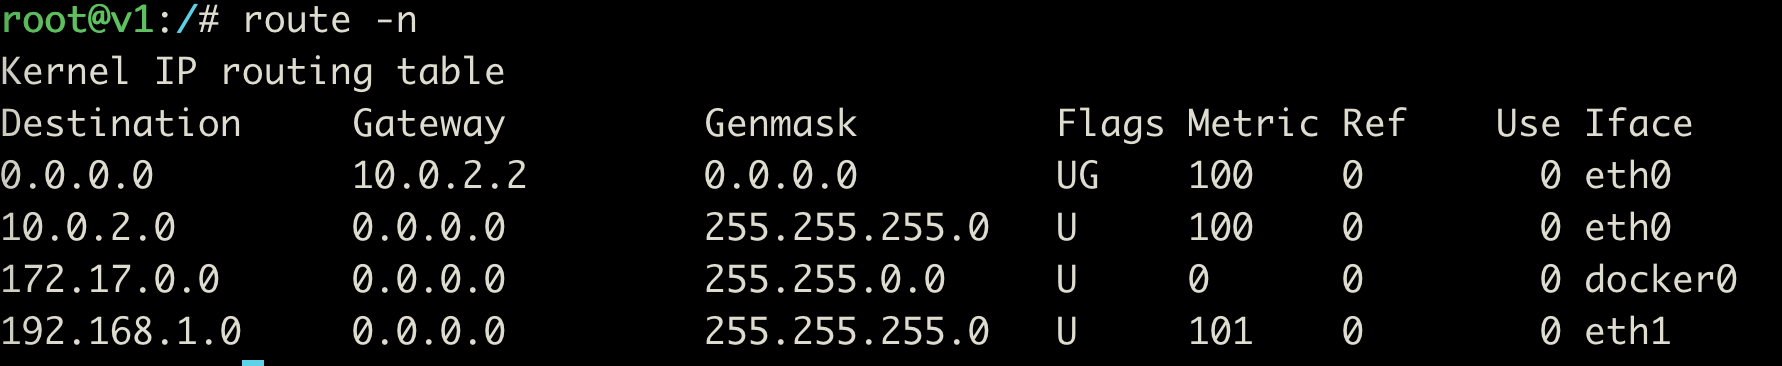 root@v1:/# route -n
Kernel IP routing table
Destination     Gateway         Genmask         Flags Metric Ref    Use Iface
0.0.0.0         10.0.2.2        0.0.0.0         UG    100    0        0 eth0
10.0.2.0        0.0.0.0         255.255.255.0   U     100    0        0 eth0
172.17.0.0      0.0.0.0         255.255.0.0     U     0      0        0 docker0
192.168.1.0     0.0.0.0         255.255.255.0   U     101    0        0 eth1